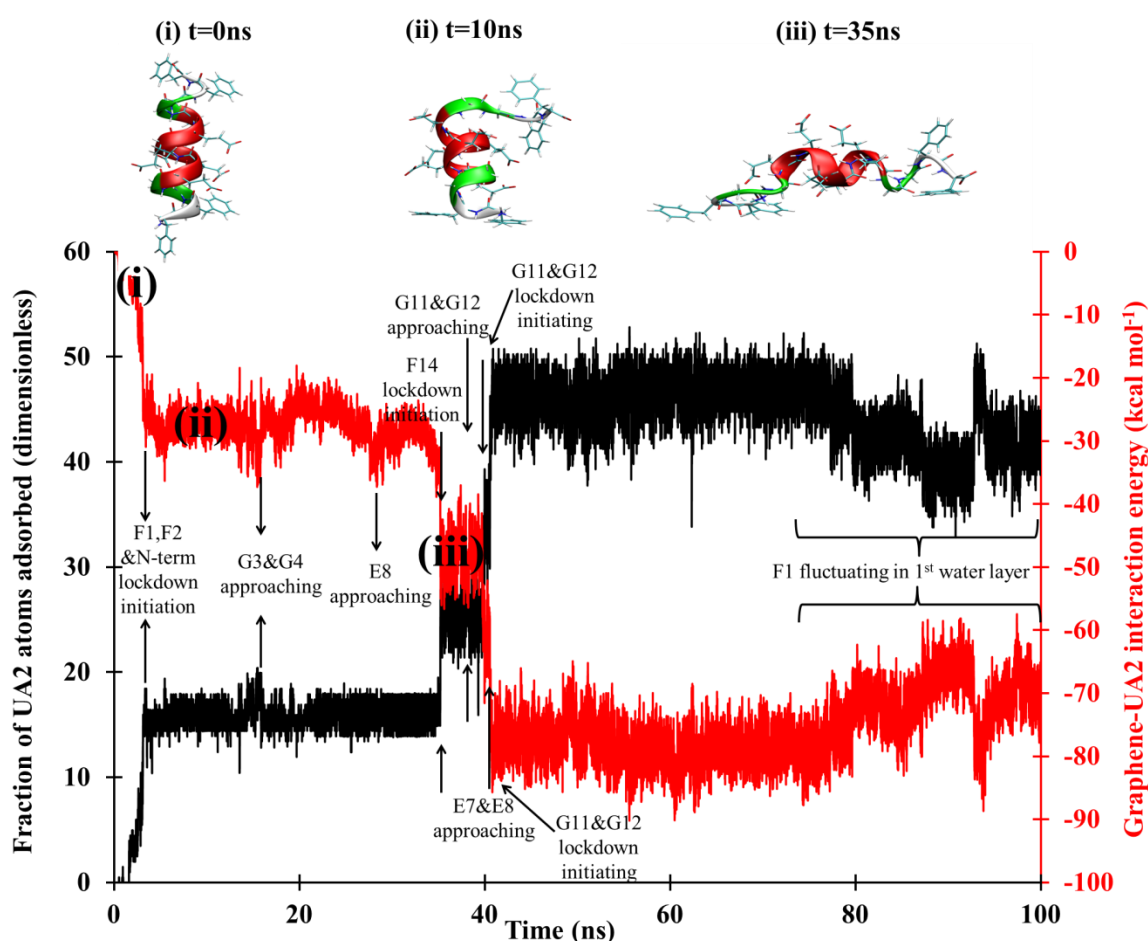 (i) t=0ns
(ii) t=10ns
(iii) t=35ns
Fraction of UA2 atoms adsorbed (dimensionless)
60
50
40
30
20
10
0
(i)
(ii)
(iii)
F1,F2
&N-term
lockdown
initiation
G3&G4
approaching
E8
approaching
G11&G12
approaching
F14
lockdown
initiation
G11&G12
lockdown
initiating
E7&E8
approaching
G11&G12
lockdown
initiating
F1 fluctuating in 1st water layer
0
-10
-20
-30
-40
-50
-60
-70
-80
-90
-100
Graphene-UA2 interaction energy (kcal mol-1)
0
20
40
60
80
100
Time (ns)